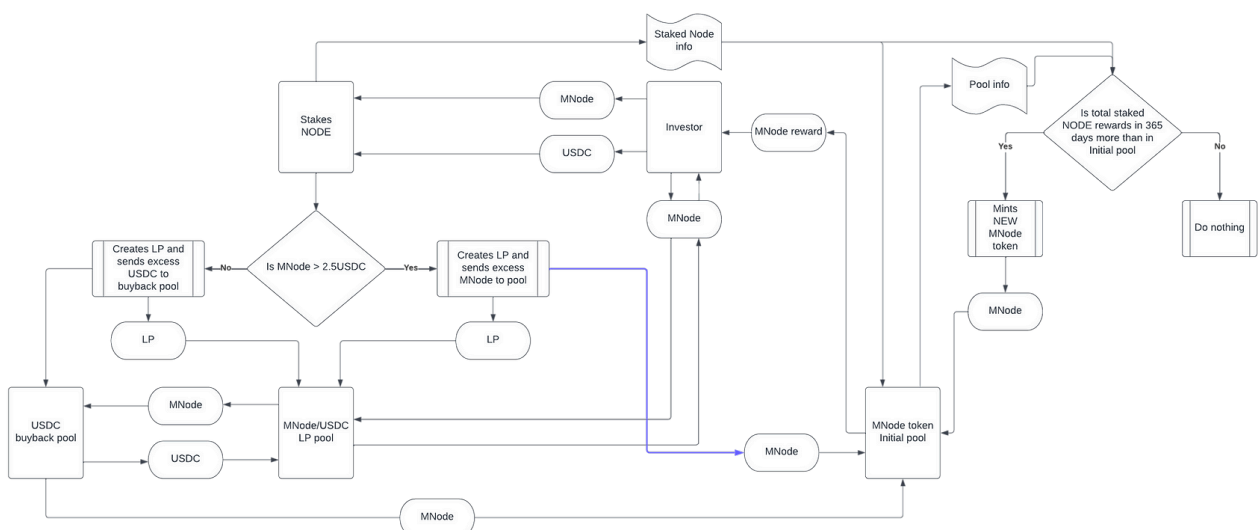 Staked Node
info
Pool info
MNode
Stakes
NODE
Investor
MNode reward
Is total staked
NODE rewards in 365
days more than in
Initial pool
USDC
Yes
No
MNode
Mints
NEW
MNode
token
Do nothing
Creates LP and
sends excess
USDC to
buyback pool
No
Is MNode > 2.5USDC
Yes
Creates LP and
sends excess
MNode to pool
MNode
LP
LP
MNode
USDC
buyback pool
MNode/USDC
LP pool
MNode token
Initial pool
USDC
MNode
MNode